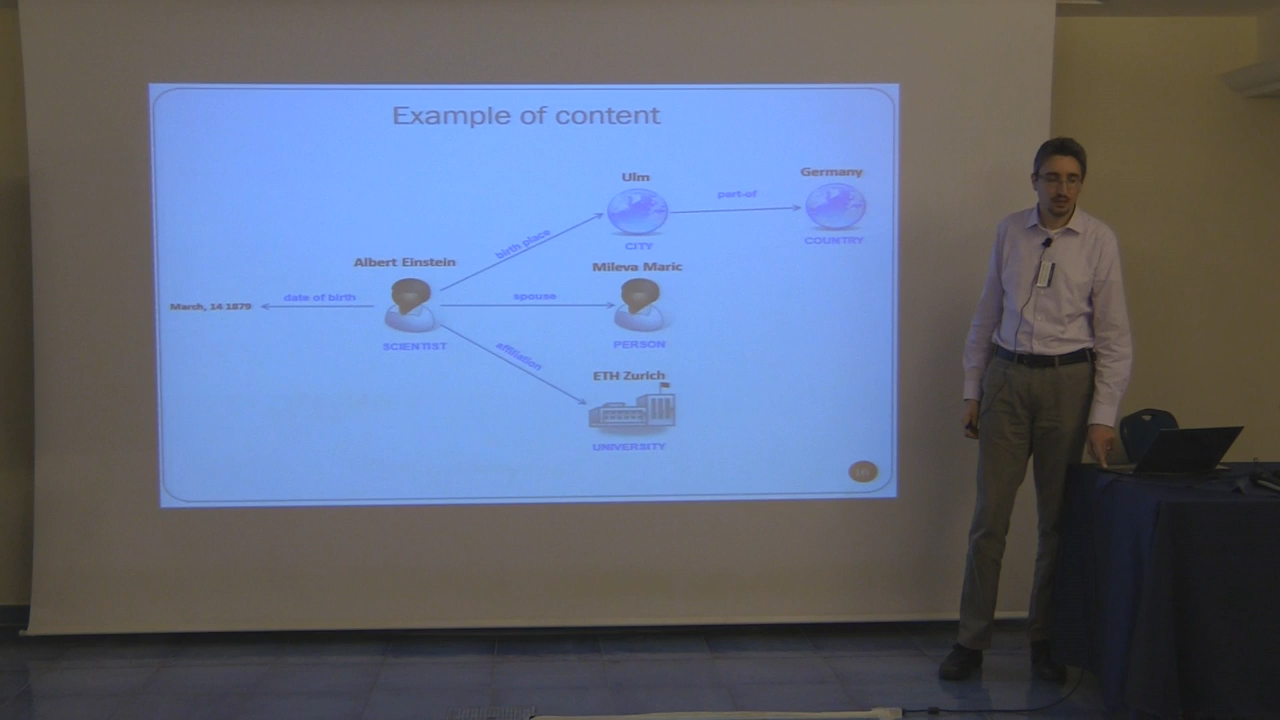 Example of content
Ulm
Germany
part-of
birth place
CITY
COUNTRY
Albert Einstein
Mileva Maric
March, 14 1879
date of birth
spouse
SCIENTIST
PERSON
affiliation
ETH Zurich
UNIVERSITY
16